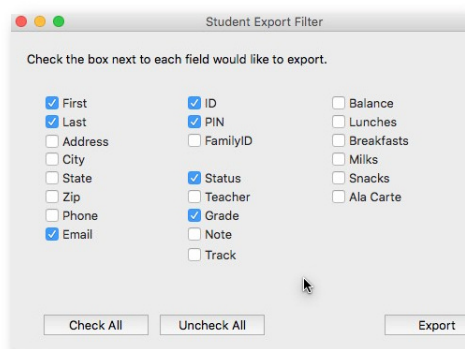 Student Export Filter
Check the box next to each field would like to export.
First
Last
Address
City
State
Zip
Phone
Email
ID
PIN
FamilyID
Status
Teacher
Grade
Note
Track
Balance
Lunches
Breakfasts
Milks
Snacks
Ala Carte
Check All
Uncheck All
Export